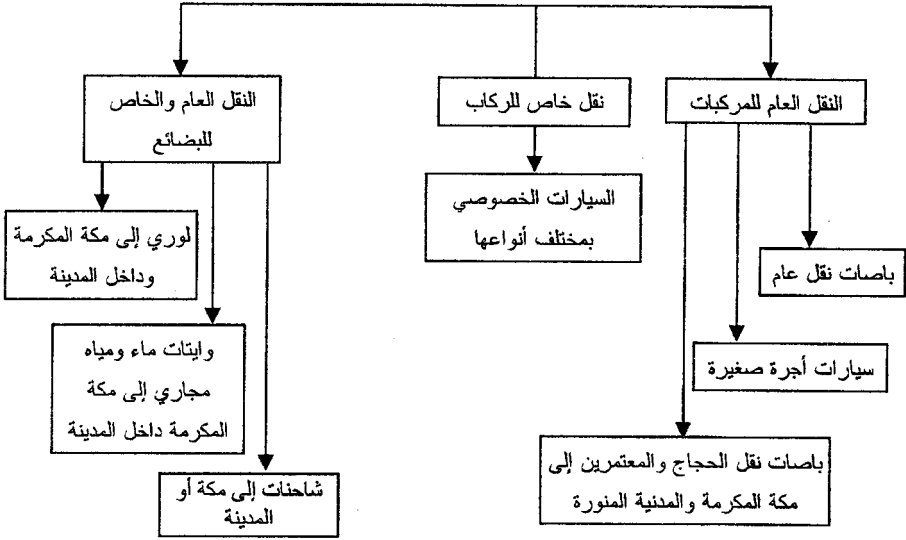 النقل العام للمركبات
نقل خاص للركاب
النقل العام والخاص
للبضائع
السيارات الخصوصي
بمختلف أنواعها
باصات نقل عام
سيارات أجرة صغيرة
باصات نقل الحجاج والمعتمرين إلى
مكة المكرمة والمدنية المنورة
لوري إلى مكة المكرمة
وداخل المدينة
وايتات ماء ومياه
مجاري إلى مكة
المكرمة داخل المدينة
شاحنات إلى مكة أو
المدينة